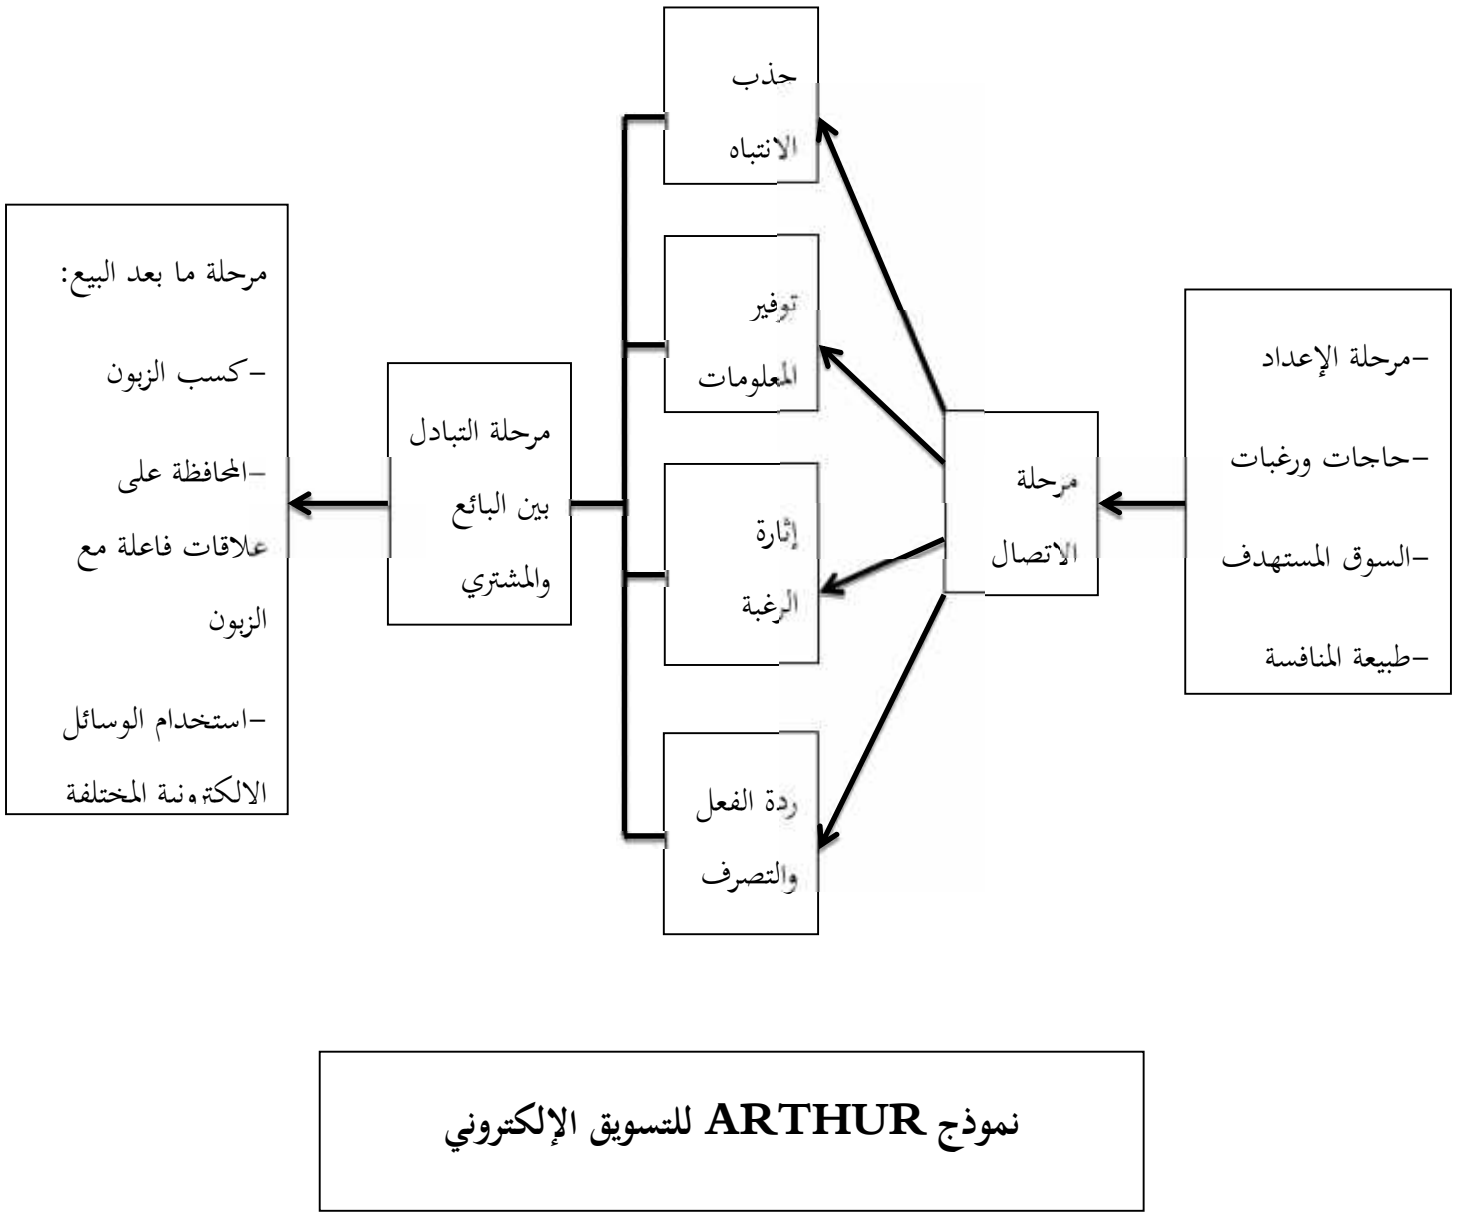 -مرحلة الإعداد
-حاجات ورغبات
-السوق المستهدف
-طبيعة المنافسة
مرحلة
الاتصال
حذب
الانتباه
توفير
المعلومات
إثارة
الرغبة
ردة الفعل
والتصرف
مرحلة التبادل
بين البائع
والمشتري
مرحلة ما بعد البيع:
-كسب الزبون
-المحافظة على
علاقات فاعلة مع
الزبون
-استخدام الوسائل
الالكترونية المختلفة
نموذج ARTHUR للتسويق الإلكتروني